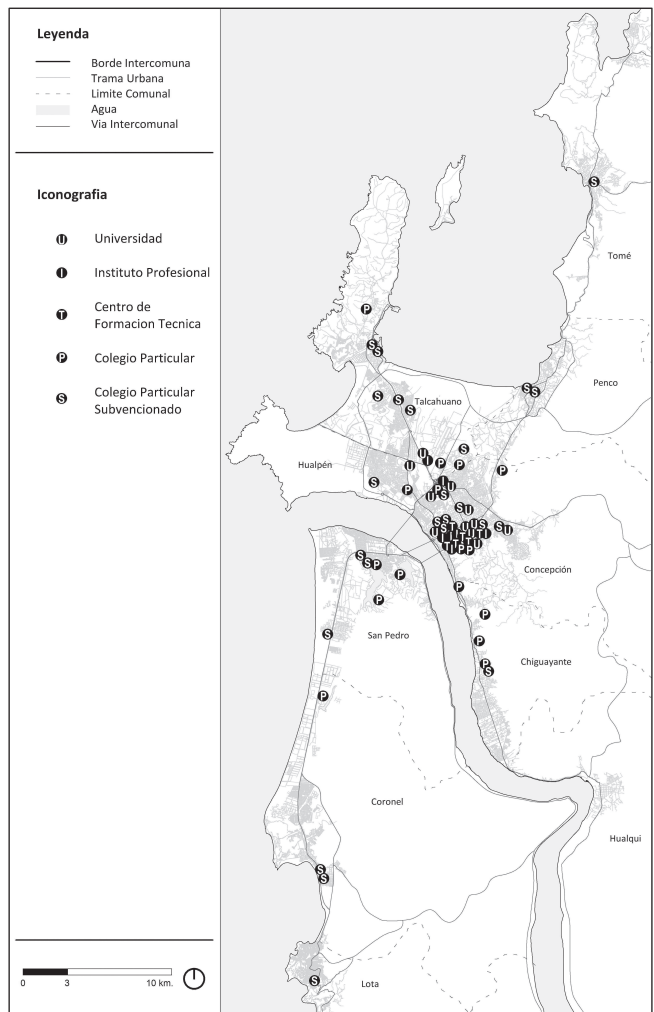 Leyenda
Borde Intercomuna
Trama Urbana
Limite Comunal
Agua
Via Intercomunal
Iconografia
U Universidad
I Instituto Profesional
T Centro de
Formacion Tecnica
P Colegio Particular
S Colegio Particular
Subvencionado
0 3 10 km.
S
Tomé
P
S
S
S
S
S
Talcahuano
S
S
Penco
Hualpén
U
I
U
P
P
S
P
S
P
I
U
P
U
S
S
U
S
U
Concepción
S
S
P
P
P
San Pedro
P
P
P
P
S
Chiguayante
S
P
Coronel
Hualqui
S
S
S
Lota